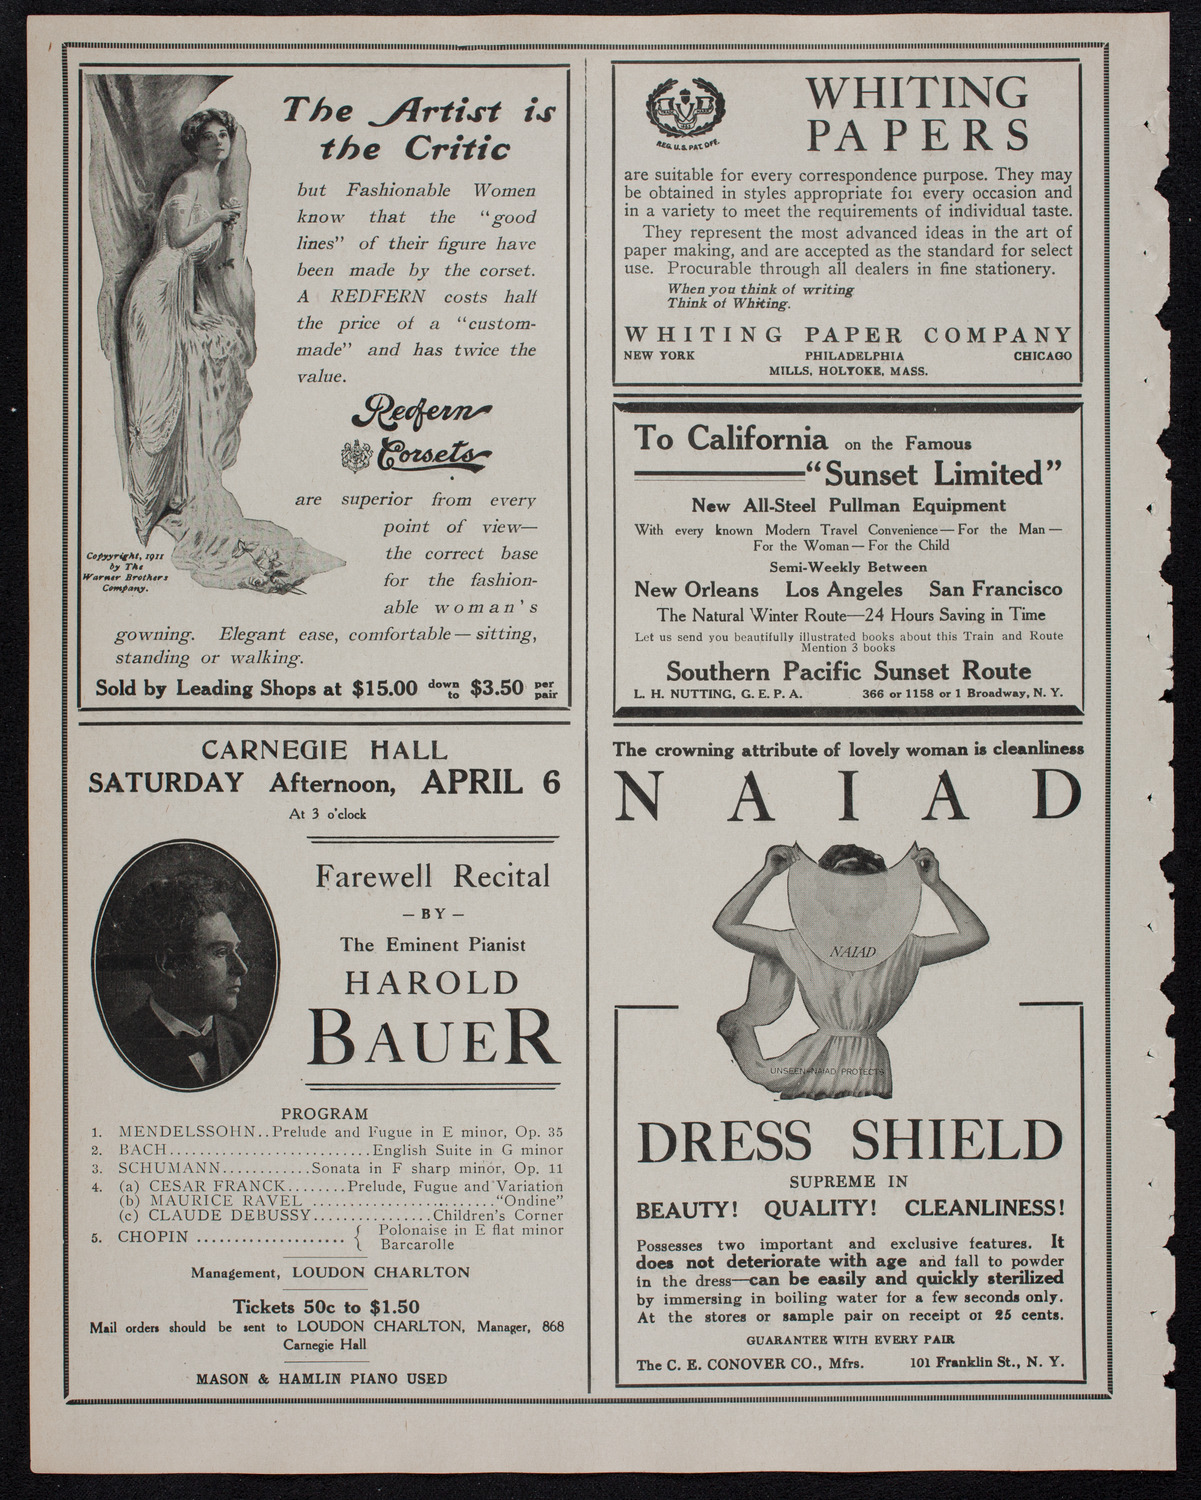 The Artist is
the Critic
but Fashionable Women
know that the "good
lines" of their figure have
been made by the corset.
A REDFERN costs half
the price of a "custom-
made" and has twice the
value.
Redfern
Corsets
are superior from every
point of view—
the correct base
for the fashion-
able woman's
gowning. Elegant ease, comfortable—sitting,
standing or walking.
Copyright, 1911
by The
Warner Brothers
Company.
Sold by Leading Shops at $15.00 down to $3.50 per pair
CARNEGIE HALL
SATURDAY Afternoon, APRIL 6
At 3 o'clock
Farewell Recital
— BY —
The Eminent Pianist
HAROLD
BAUER
PROGRAM
1. MENDELSSOHN..Prelude and Fugue in E minor, Op. 35
2. BACH...........................English Suite in G minor
3. SCHUMANN............Sonata in F sharp minor, Op. 11
4. (a) CESAR FRANCK........Prelude, Fugue and Variation
(b) MAURICE RAVEL ........................."Ondine"
(c) CLAUDE DEBUSSY................Children's Corner
5. CHOPIN .................... { Polonaise in E flat minor
Barcarolle
Management, LOUDON CHARLTON
Tickets 50c to $1.50
Mail orders should be sent to LOUDON CHARLTON, Manager, 868
Carnegie Hall
MASON & HAMLIN PIANO USED
REG. U.S. PAT. OFF.
WHITING
PAPERS
are suitable for every correspondence purpose. They may
be obtained in styles appropriate for every occasion and
in a variety to meet the requirements of individual taste.
They represent the most advanced ideas in the art of
paper making, and are accepted as the standard for select
use. Procurable through all dealers in fine stationery.
When you think of writing
Think of Whiting.
WHITING PAPER COMPANY
NEW YORK PHILADELPHIA CHICAGO
MILLS, HOLYOKE, MASS.
To California on the Famous
"Sunset Limited"
New All-Steel Pullman Equipment
With every known Modern Travel Convenience—For the Man—
For the Woman—For the Child
Semi-Weekly Between
New Orleans Los Angeles San Francisco
The Natural Winter Route—24 Hours Saving in Time
Let us send you beautifully illustrated books about this Train and Route
Mention 3 books
Southern Pacific Sunset Route
L. H. NUTTING, G. E. P. A. 366 or 1158 or 1 Broadway, N. Y.
The crowning attribute of lovely woman is cleanliness
NAIAD
NAIAD
UNSEEN-NAIAD PROTECTS
DRESS SHIELD
SUPREME IN
BEAUTY! QUALITY! CLEANLINESS!
Possesses two important and exclusive features. It
does not deteriorate with age and fall to powder
in the dress—can be easily and quickly sterilized
by immersing in boiling water for a few seconds only.
At the stores or sample pair on receipt of 25 cents.
GUARANTEE WITH EVERY PAIR
The C. E. CONOVER CO., Mfrs. 101 Franklin St., N. Y.